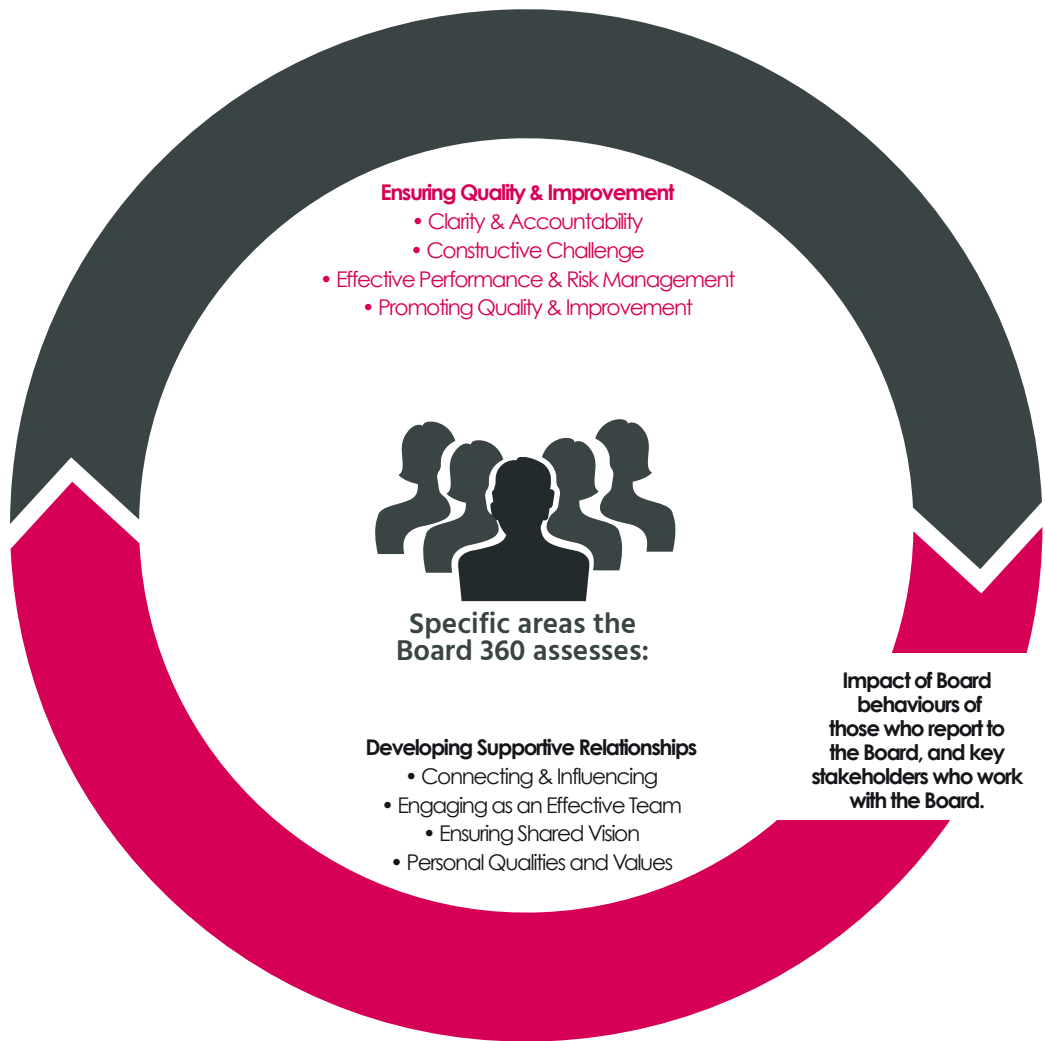 Ensuring Quality & Improvement
• Clarity & Accountability
• Constructive Challenge
• Effective Performance & Risk Management
• Promoting Quality & Improvement
Specific areas the
Board 360 assesses:
Impact of Board
behaviours of
those who report to
the Board, and key
stakeholders who work
with the Board.
Developing Supportive Relationships
• Connecting & Influencing
• Engaging as an Effective Team
• Ensuring Shared Vision
• Personal Qualities and Values